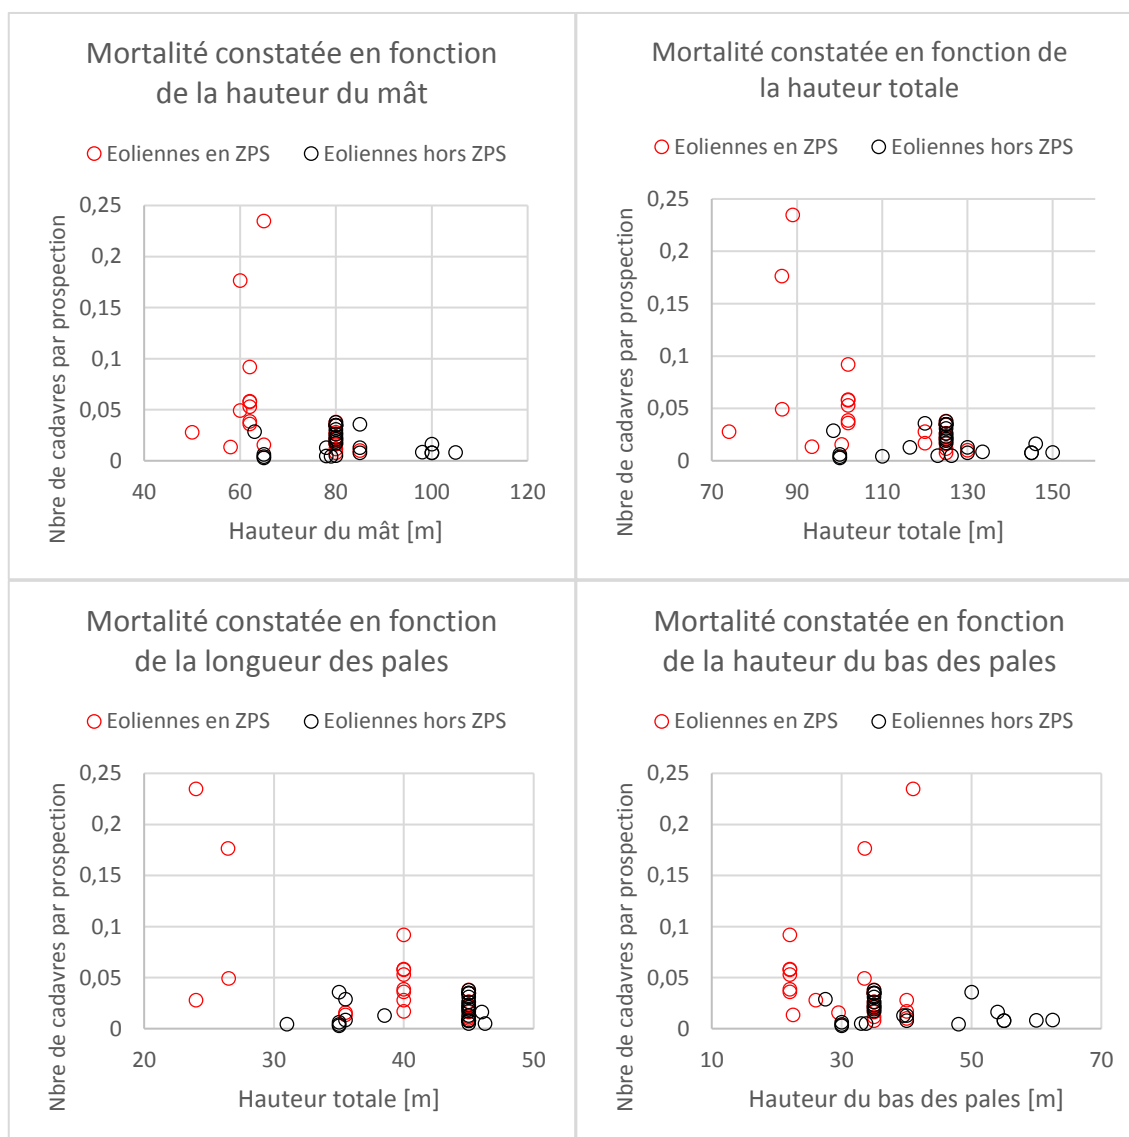 Mortalité constatée en fonction
de la hauteur du mât
Eoliennes en ZPS Eoliennes hors ZPS
Nbre de cadavres par prospection
0,25
0,2
0,15
0,1
0,05
0
40 60 80 100 120
Hauteur du mât [m]
Mortalité constatée en fonction de
la hauteur totale
Eoliennes en ZPS Eoliennes hors ZPS
Nbre de cadavres par prospection
0,25
0,2
0,15
0,1
0,05
0
70 90 110 130 150
Hauteur totale [m]
Mortalité constatée en fonction
de la longueur des pales
Eoliennes en ZPS Eoliennes hors ZPS
Nbre de cadavres par prospection
0,25
0,2
0,15
0,1
0,05
0
20 30 40 50
Hauteur totale [m]
Mortalité constatée en fonction
de la hauteur du bas des pales
Eoliennes en ZPS Eoliennes hors ZPS
Nbre de cadavres par prospection
0,25
0,2
0,15
0,1
0,05
0
10 30 50 70
Hauteur du bas des pales [m]